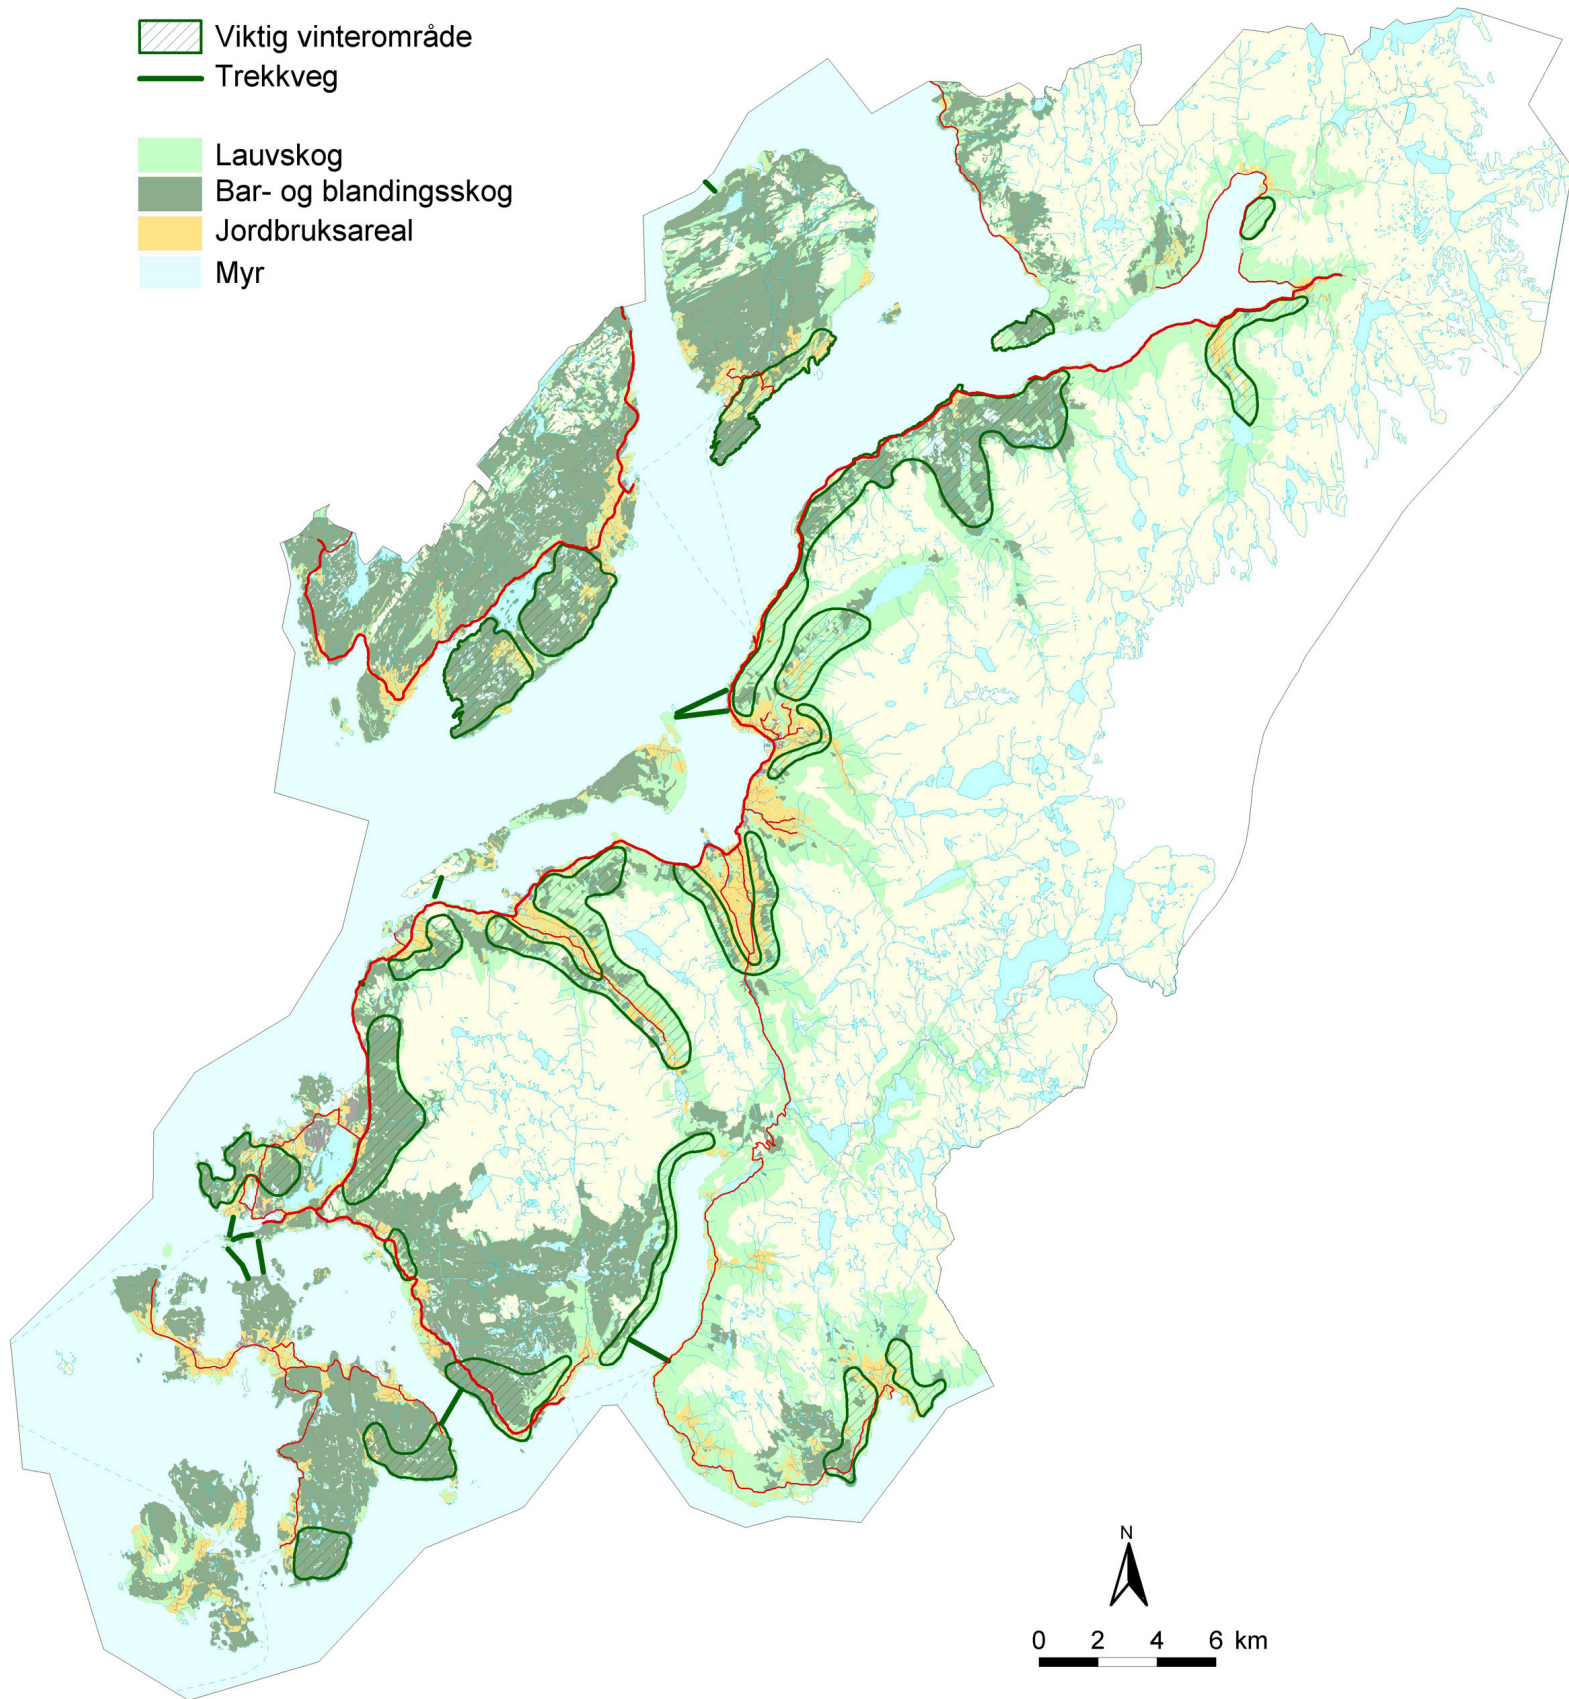 Viktig vinterområde
Trekkveg
Lauvskog
Bar- og blandingsskog
Jordbruksareal
Myr
N
0 2 4 6 km